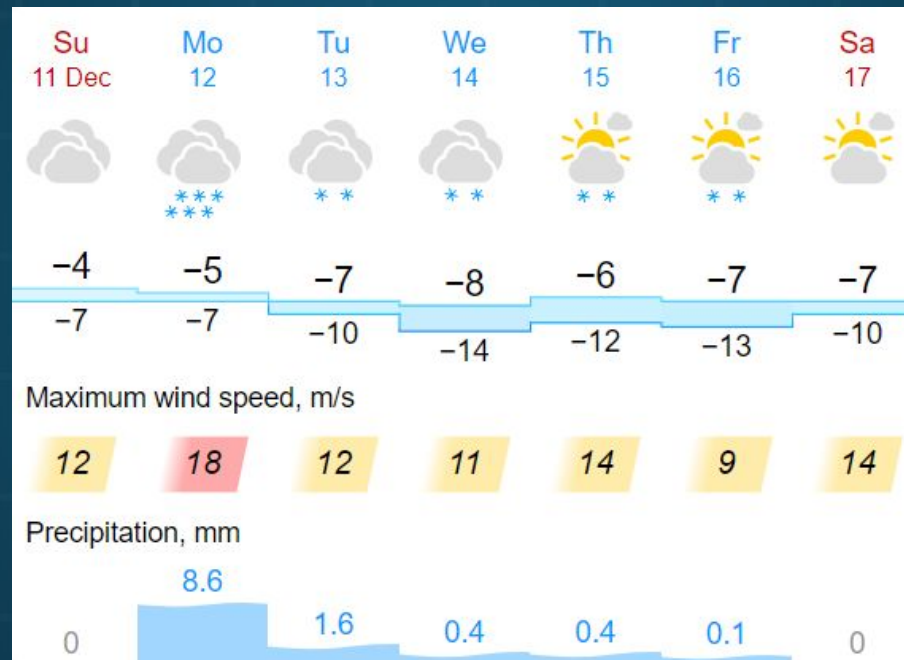 Su Mo Tu We Th Fr Sa
11 Dec 12 13 14 15 16 17
−4 −5 −7 −8 −6 −7 −7
−7 −7 −10 −14 −12 −13 −10
Maximum wind speed, m/s
12 18 12 11 14 9 14
Precipitation, mm
0 8.6 1.6 0.4 0.4 0.1 0